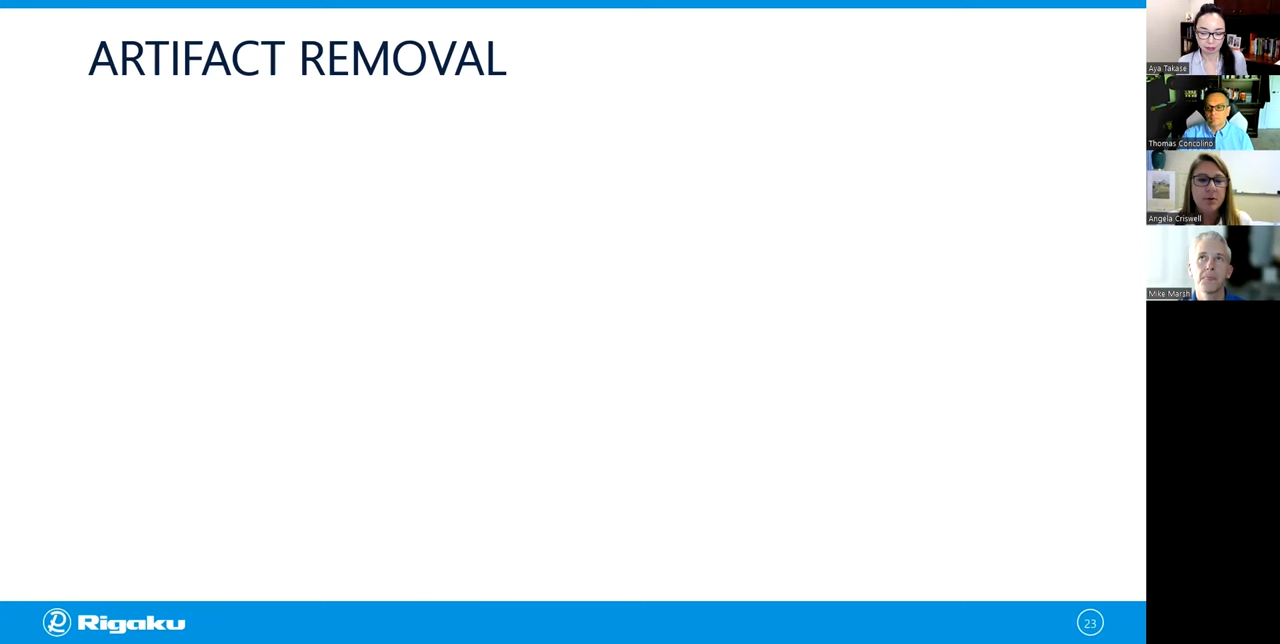 ARTIFACT REMOVAL
Aya Takase
Thomas Concolino
Angela Criswell
Mike Marsh
Rigaku
23